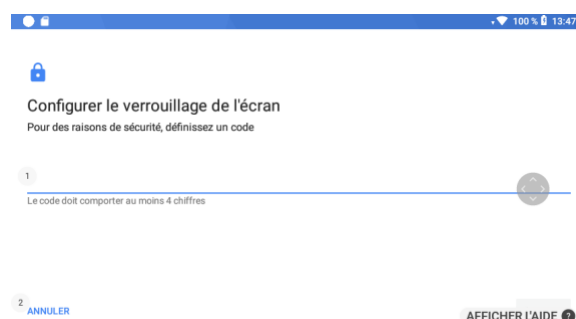 100 % 13:47
Configurer le verrouillage de l'écran
Pour des raisons de sécurité, définissez un code
1
Le code doit comporter au moins 4 chiffres
2
ANNULER
AFFICHER L'AIDE ?